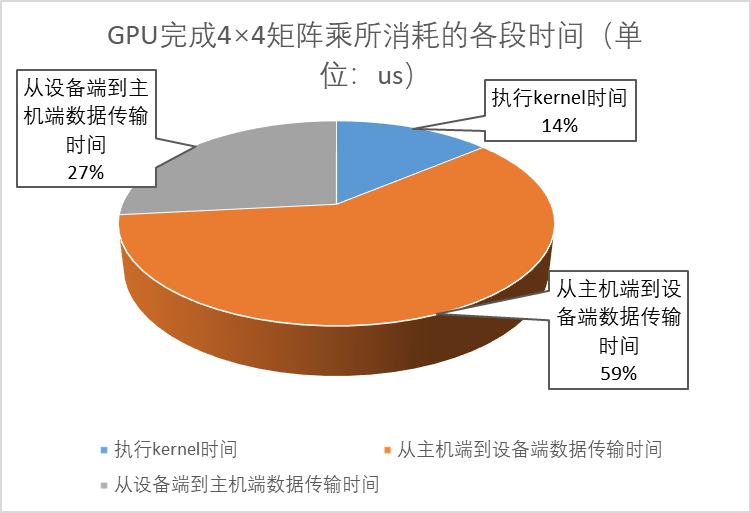 GPU完成4×4矩阵乘所消耗的各段时间（单
位：us）
从设备端到主
机端数据传输
时间
27%
执行kernel时间
14%
从主机端到设
备端数据传输
时间
59%
执行kernel时间
从主机端到设备端数据传输时间
从设备端到主机端数据传输时间